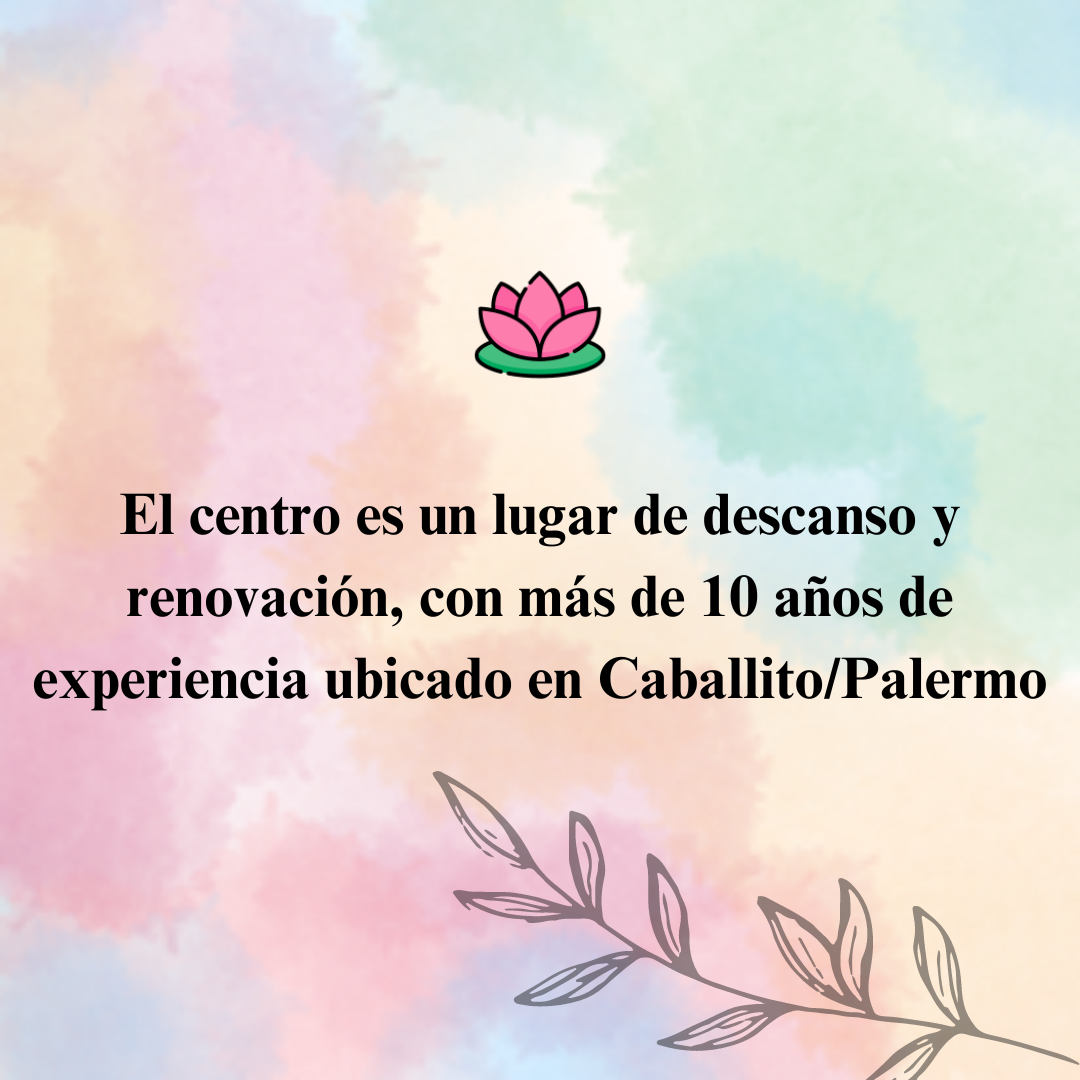 El centro es un lugar de descanso y
renovación, con más de 10 años de
experiencia ubicado en Caballito/Palermo